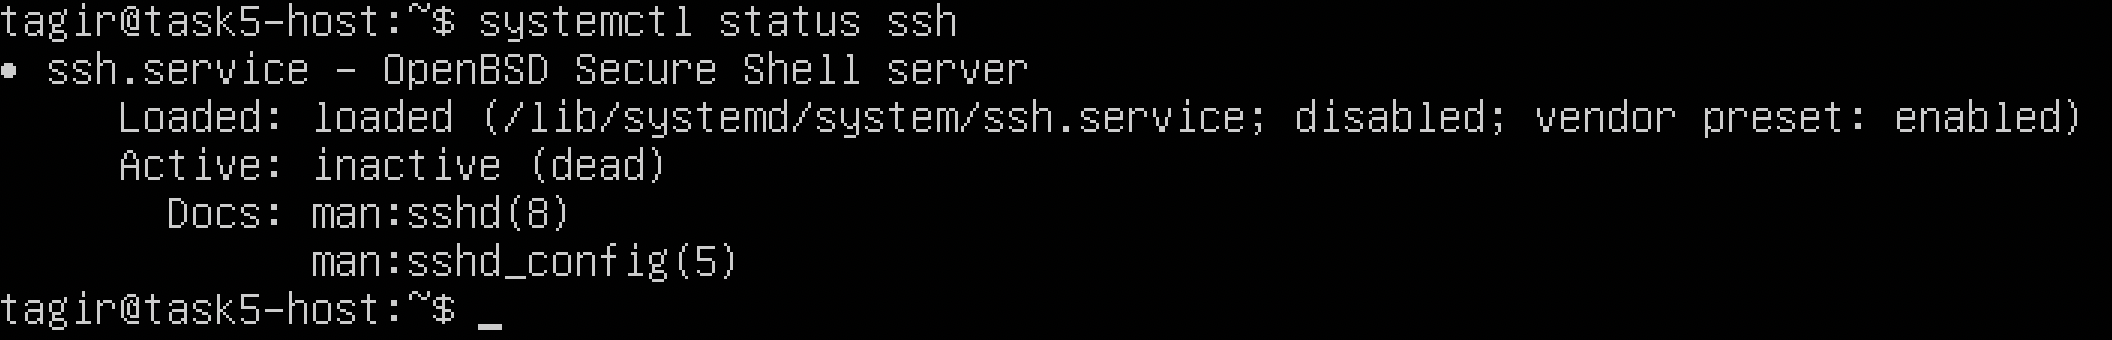 tagir@task5-host:~$ systemctl status ssh
● ssh.service - OpenBSD Secure Shell server
     Loaded: loaded (/lib/systemd/system/ssh.service; disabled; vendor preset: enabled)
     Active: inactive (dead)
       Docs: man:sshd(8)
             man:sshd_config(5)
tagir@task5-host:~$ _